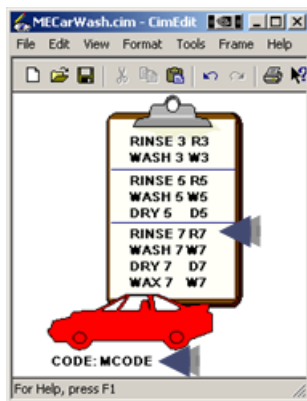 MECarWash.cim - CimEdit
File Edit View Format Tools Frame Help
RINSE 3 R3
WASH 3 W3
RINSE 5 R5
WASH 5 W5
DRY 5 D5
RINSE 7 R7
WASH 7 W7
DRY 7 D7
WAX 7 W7
CODE: MCODE
For Help, press F1